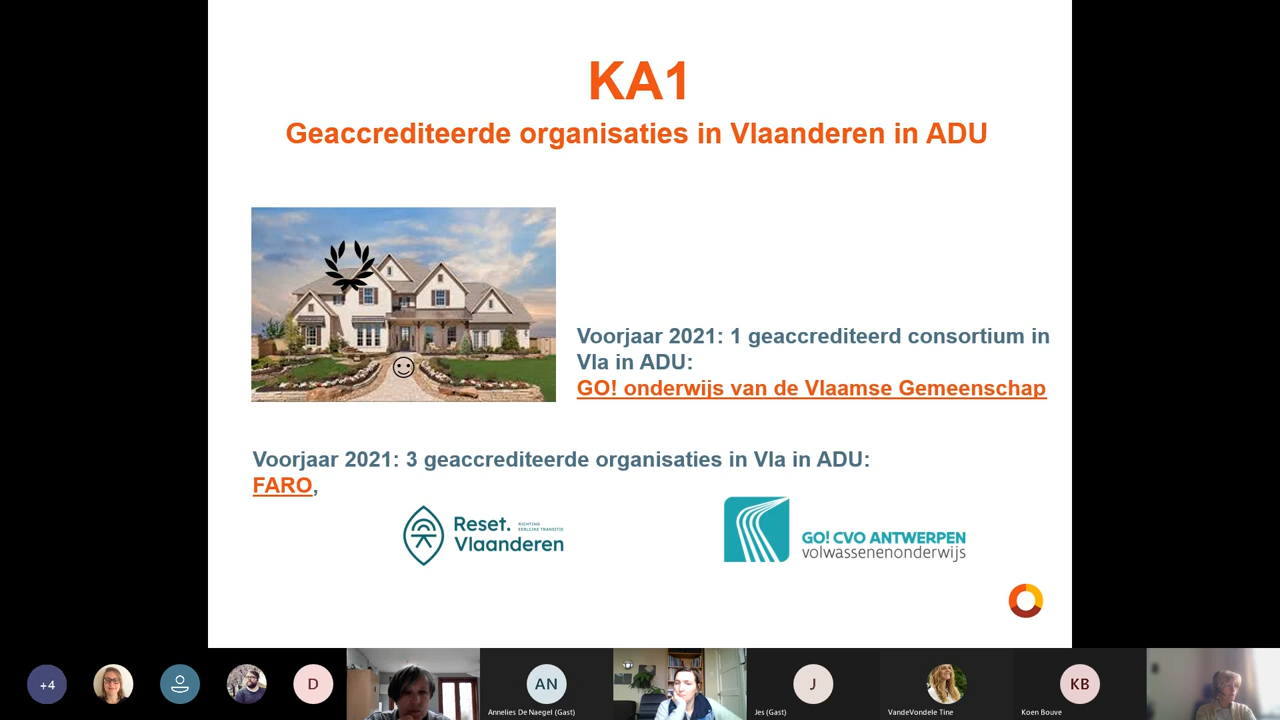 KA1
Geaccrediteerde organisaties in Vlaanderen in ADU
Voorjaar 2021: 1 geaccrediteerd consortium in
Vla in ADU:
GO! onderwijs van de Vlaamse Gemeenschap
Voorjaar 2021: 3 geaccrediteerde organisaties in Vla in ADU:
FARO,
Reset.
Vlaanderen
RICHTING
EERLIJKE TRANSITIE
GO! CVO ANTWERPEN
volwassenenonderwijs
+4
D
AN
Annelies De Naegel (Gast)
J
Jes (Gast)
VandeVondele Tine
KB
Koen Bouve